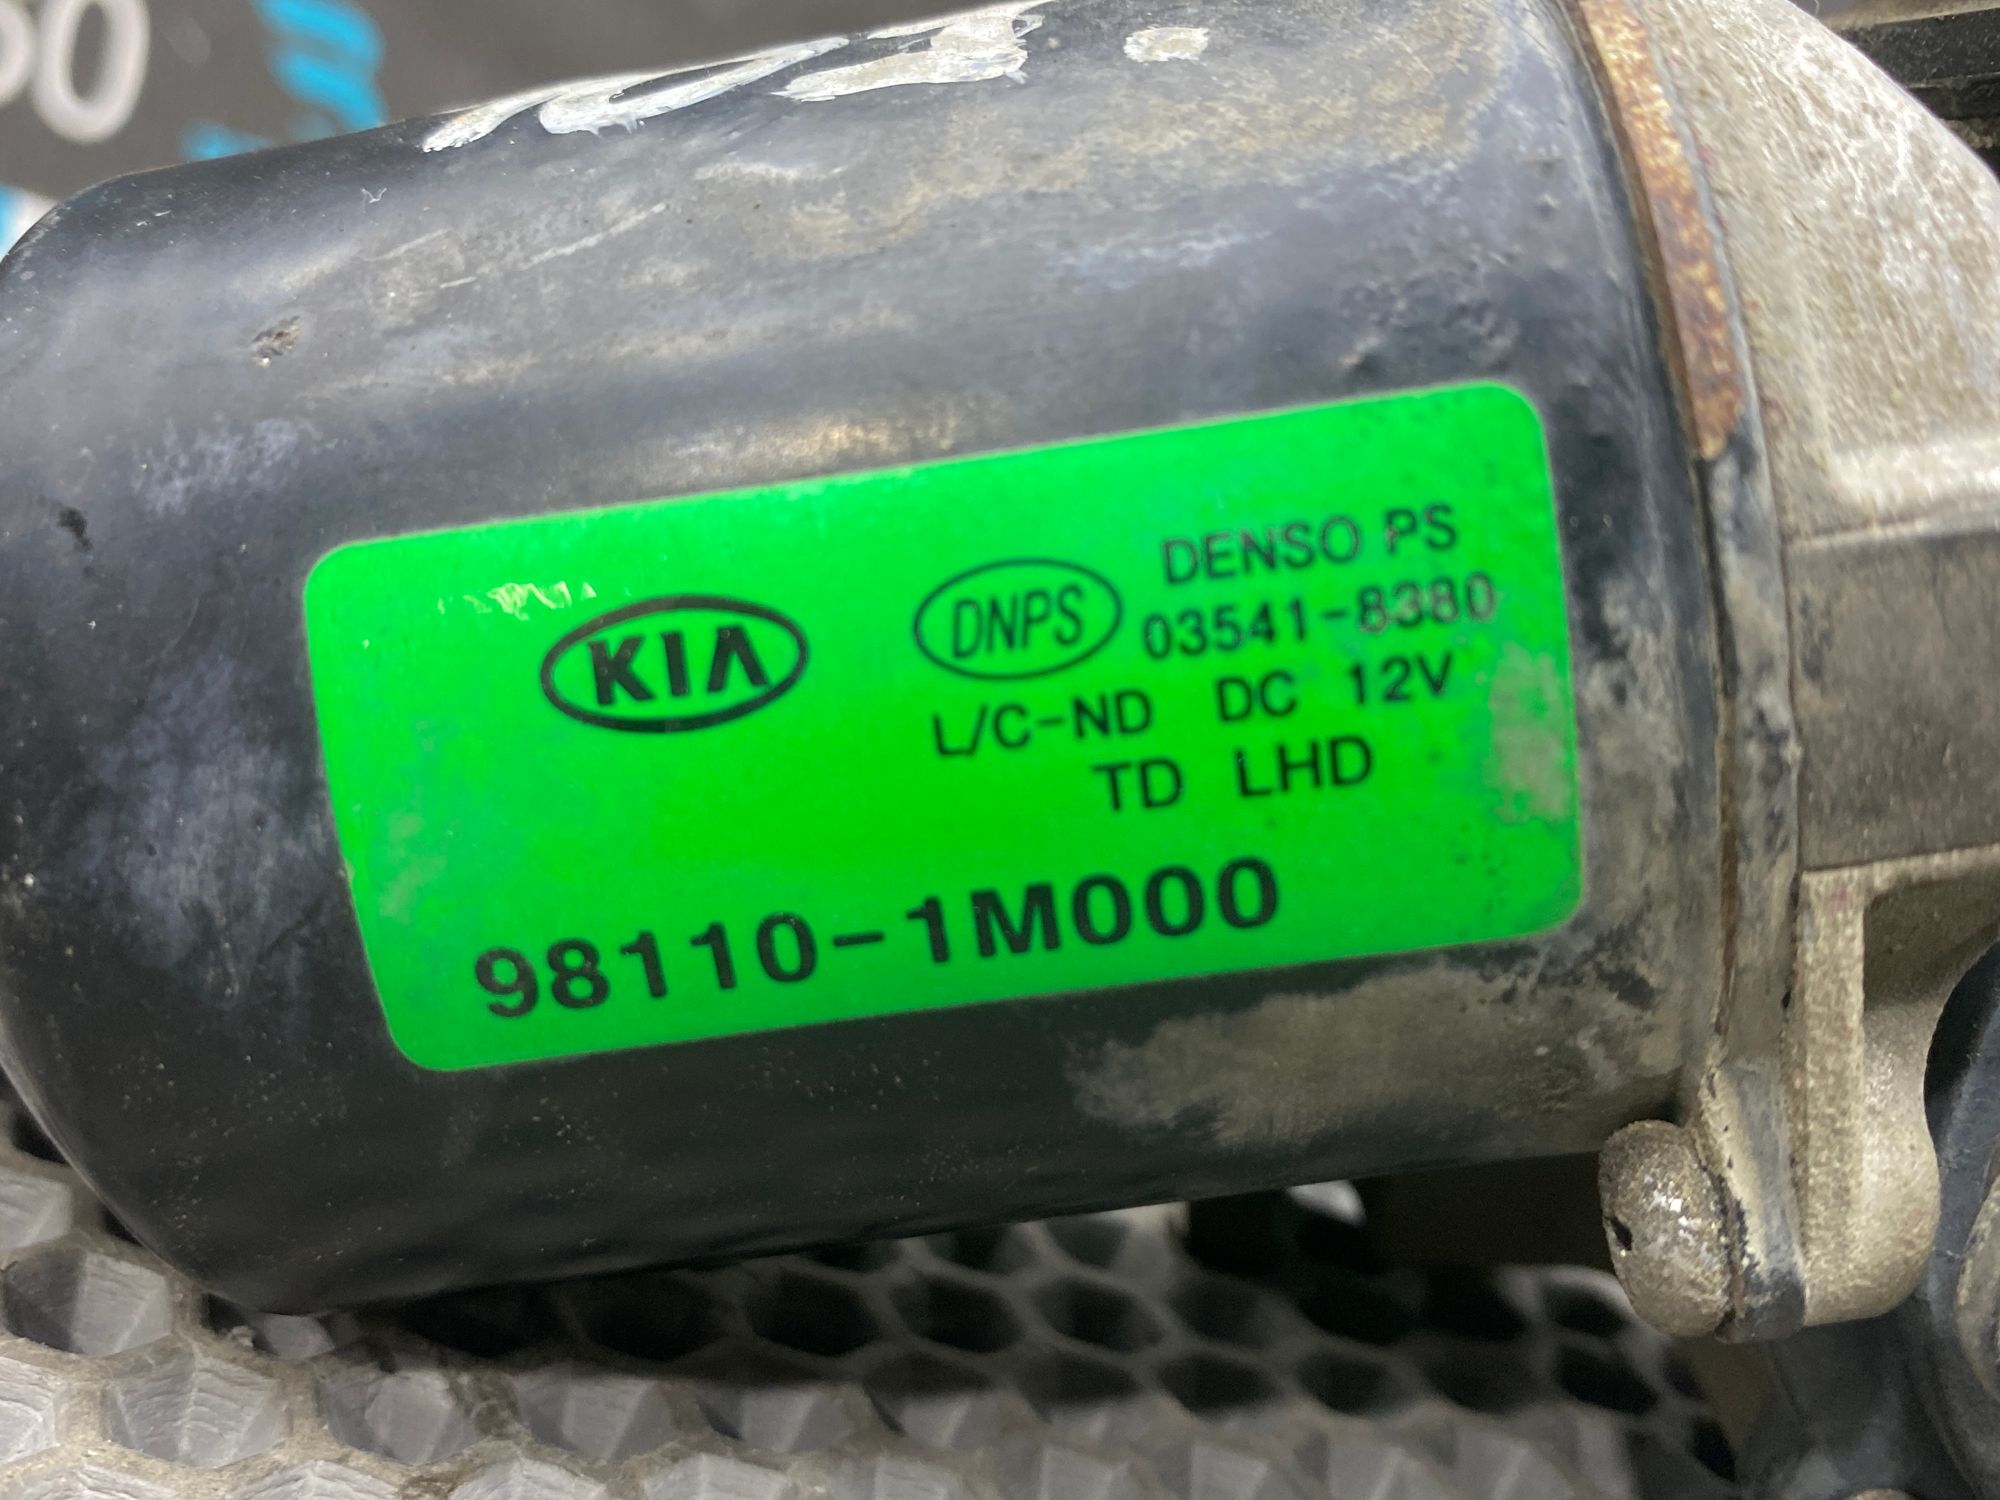 KIA
DNPS
DENSO PS
03541-8380
L/C-ND DC 12V
TD LHD
98110-1M000